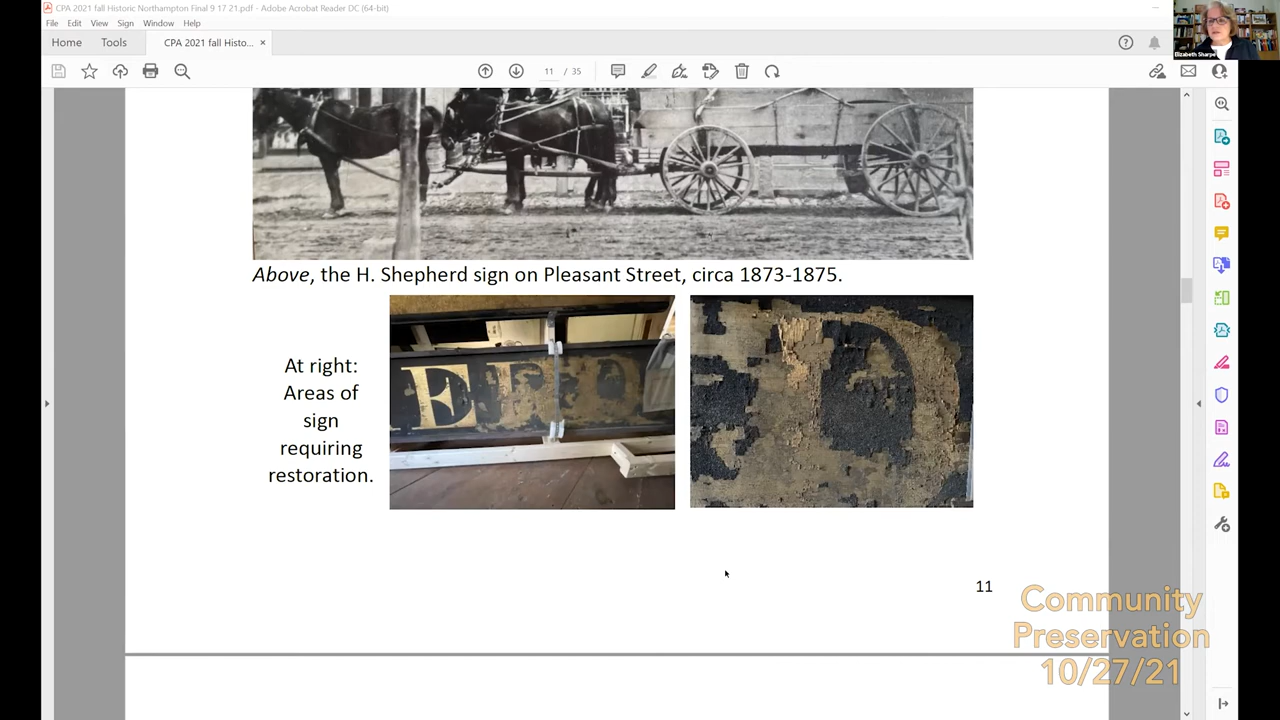 CPA 2021 fall Historic Northampton Final 9 17 21.pdf - Adobe Acrobat Reader DC (64-bit)
File Edit View Sign Window Help
Home Tools CPA 2021 fall Histo... ×
11 / 35
Elizabeth Sharpe
Above, the H. Shepherd sign on Pleasant Street, circa 1873-1875.
At right:
Areas of
sign
requiring
restoration.
E R D
D
11
Community
Preservation
10/27/21